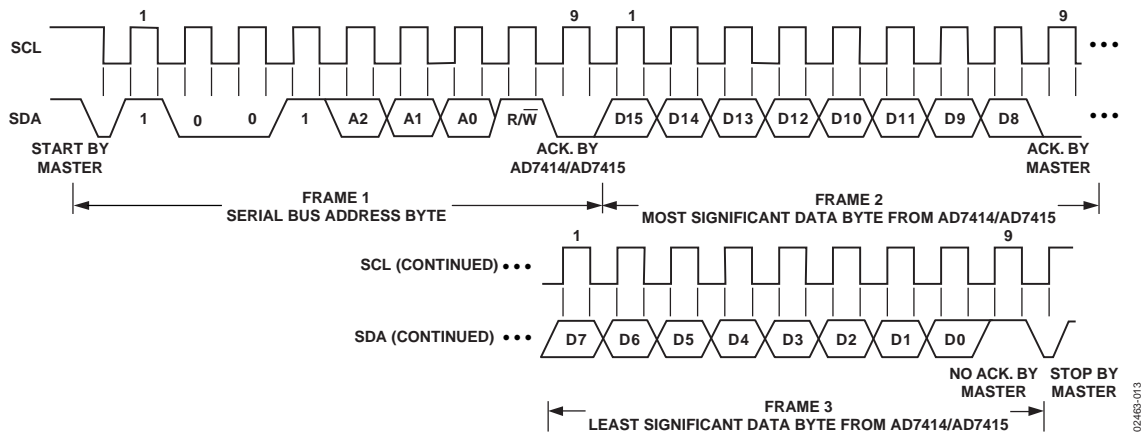 1 9 1 9
SCL
SDA 1 0 0 1 A2 A1 A0 R/W̅ D15 D14 D13 D12 D10 D11 D9 D8
START BY
MASTER
ACK. BY
AD7414/AD7415
ACK. BY
MASTER
FRAME 1
SERIAL BUS ADDRESS BYTE
FRAME 2
MOST SIGNIFICANT DATA BYTE FROM AD7414/AD7415
1 9
SCL (CONTINUED)
SDA (CONTINUED) D7 D6 D5 D4 D3 D2 D1 D0
NO ACK. BY
MASTER
STOP BY
MASTER
FRAME 3
LEAST SIGNIFICANT DATA BYTE FROM AD7414/AD7415
02463-013